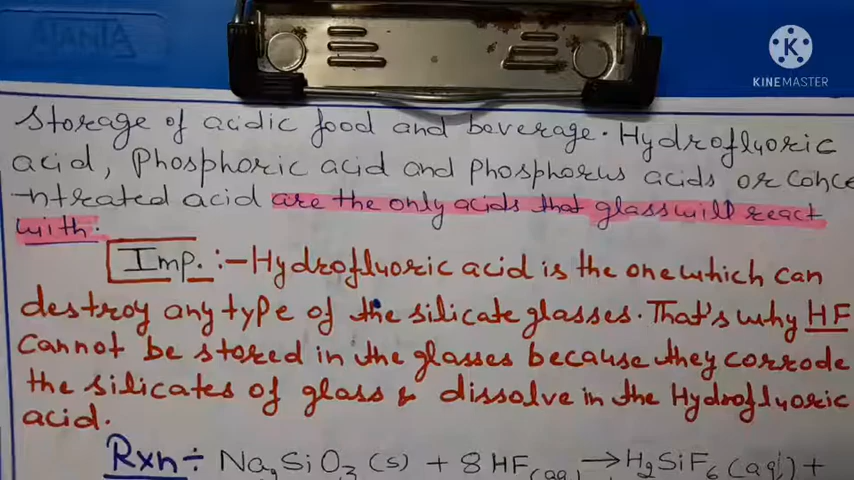 KINEMASTER
Storage of acidic food and beverage. Hydrofluoric
acid, Phosphoric acid and Phosphorus acids or conce
-ntrated acid are the only acids that glass will react
with.
Imp. :- Hydrofluoric acid is the one which can
destroy any type of the silicate glasses. That's why HF
cannot be stored in the glasses because they corrode
the silicates of glass & dissolve in the Hydrofluoric
acid.
Rxn ÷ Na2SiO3(s) + 8HF(aq) → H2SiF6(aq) +